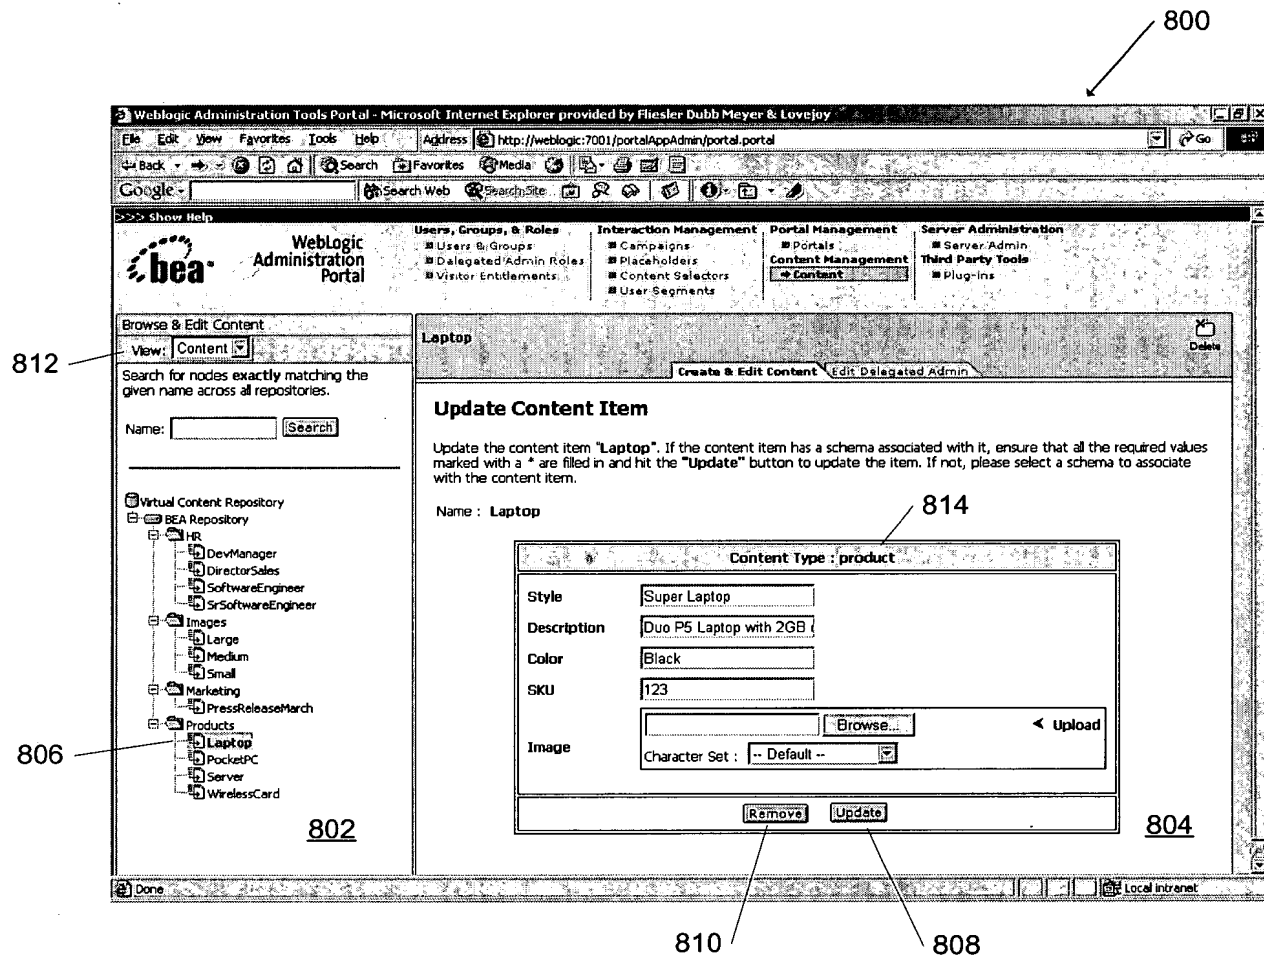 800
Weblogic Administration Tools Portal - Microsoft Internet Explorer provided by Fliesler Dubb Meyer & Lovejoy
File Edit View Favorites Tools Help Address http://weblogic:7001/portalAppAdmin/portal.portal Go
Back Search Favorites Media
Google Search Web Search Site
>>> Show Help
bea
WebLogic
Administration
Portal
Users, Groups, & Roles
Users & Groups
Delegated Admin Roles
Visitor Entitlements
Interaction Management
Campaigns
Placeholders
Content Selectors
User Segments
Portal Management
Portals
Content Management
Content
Server Administration
Server Admin
Third Party Tools
Plug-ins
Browse & Edit Content
812
View: Content
Search for nodes exactly matching the
given name across all repositories.
Name: Search
Virtual Content Repository
BEA Repository
HR
DevManager
DirectorSales
SoftwareEngineer
SrSoftwareEngineer
Images
Large
Medium
Small
Marketing
PressReleaseMarch
Products
806
Laptop
PocketPC
Server
WirelessCard
802
Laptop
Delete
Create & Edit Content Edit Delegated Admin
Update Content Item
Update the content item "Laptop". If the content item has a schema associated with it, ensure that all the required values
marked with a * are filled in and hit the "Update" button to update the item. If not, please select a schema to associate
with the content item.
Name : Laptop
814
Content Type : product
Style Super Laptop
Description Duo P5 Laptop with 2GB
Color Black
SKU 123
Image Browse... Upload
Character Set : -- Default --
Remove Update
804
Done Local intranet
810
808